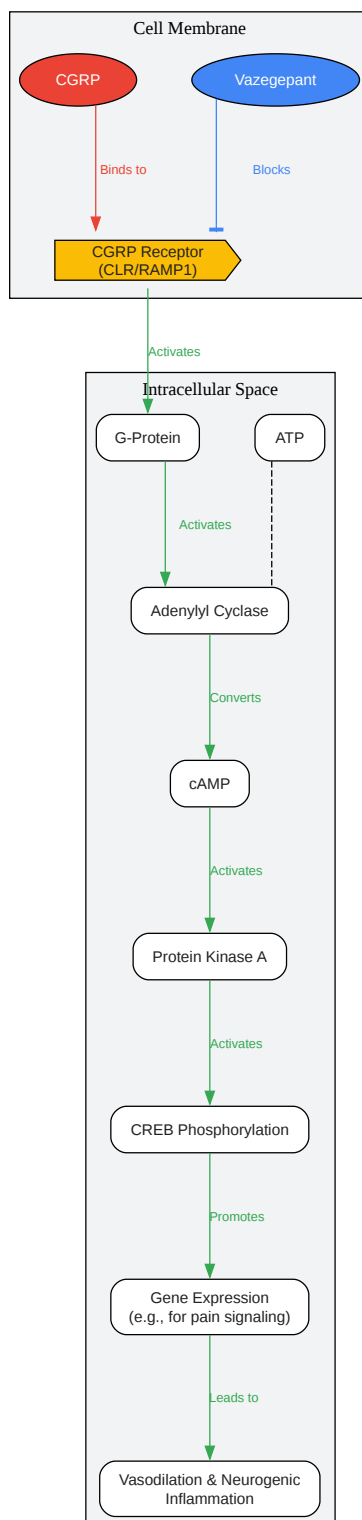 Cell Membrane
CGRP
Vazegepant
Binds to
Blocks
CGRP Receptor
(CLR/RAMP1)
Activates
Intracellular Space
G-Protein
ATP
Activates
Adenylyl Cyclase
Converts
cAMP
Activates
Protein Kinase A
Activates
CREB Phosphorylation
Promotes
Gene Expression
(e.g., for pain signaling)
Leads to
Vasodilation & Neurogenic
Inflammation